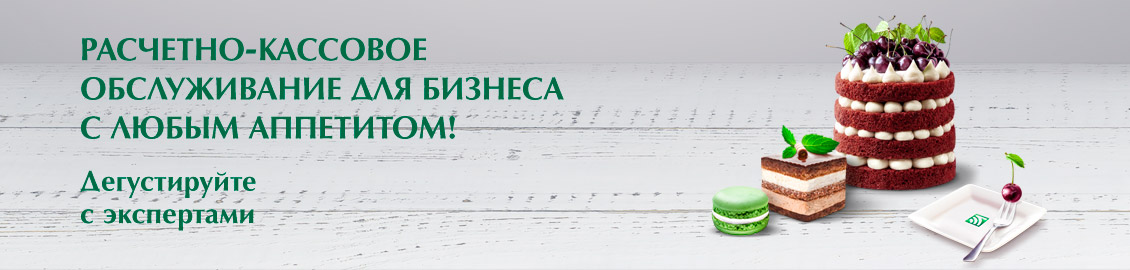 РАСЧЕТНО-КАССОВОЕ
ОБСЛУЖИВАНИЕ ДЛЯ БИЗНЕСА
С ЛЮБЫМ АППЕТИТОМ!
Дегустируйте
с экспертами